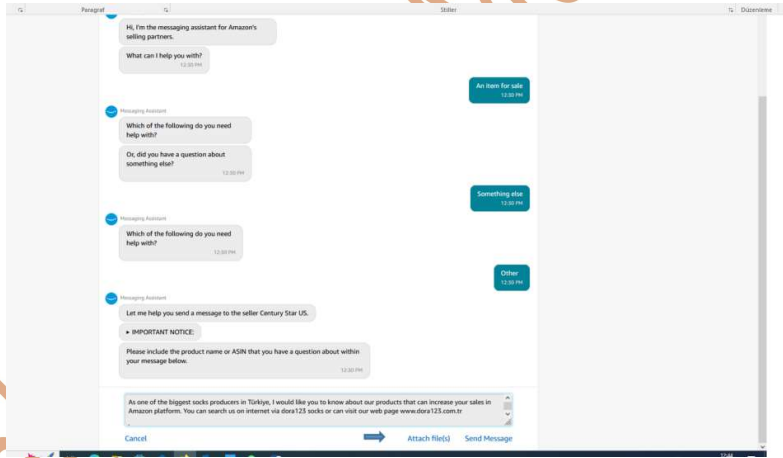 Paragraf
Stiller
Düzenleme
Hi, I'm the messaging assistant for Amazon's
selling partners.
What can I help you with?
12:30 PM
An item for sale
12:30 PM
Messaging Assistant
Which of the following do you need
help with?
Or, did you have a question about
something else?
12:30 PM
Something else
12:30 PM
Messaging Assistant
Which of the following do you need
help with?
12:30 PM
Other
12:30 PM
Messaging Assistant
Let me help you send a message to the seller Century Star US.
▸ IMPORTANT NOTICE:
Please include the product name or ASIN that you have a question about within
your message below.
12:30 PM
As one of the biggest socks producers in Türkiye, I would like you to know about our products that can increase your sales in
Amazon platform. You can search us on internet via dora123 socks or can visit our web page www.dora123.com.tr
Cancel
Attach file(s)
Send Message
12:44